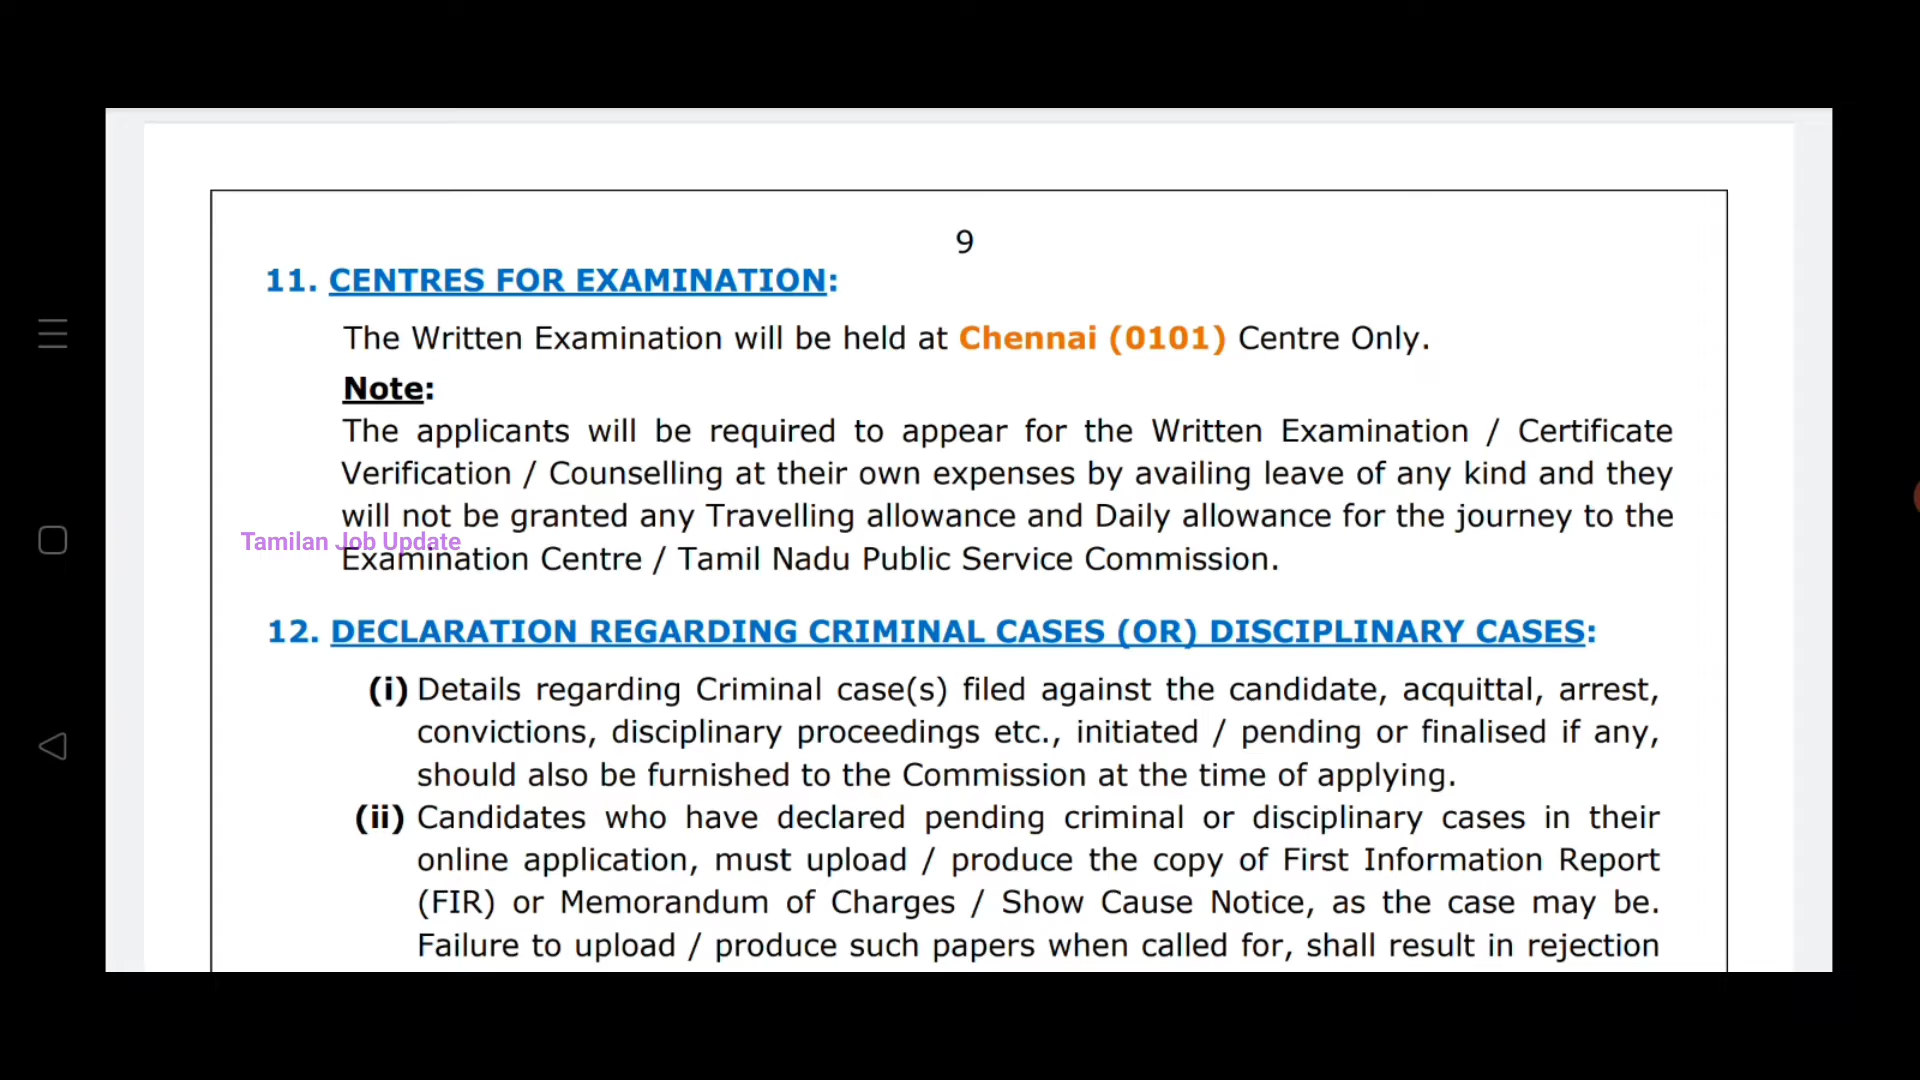 9
11. CENTRES FOR EXAMINATION:
The Written Examination will be held at Chennai (0101) Centre Only.
Note:
The applicants will be required to appear for the Written Examination / Certificate
Verification / Counselling at their own expenses by availing leave of any kind and they
will not be granted any Travelling allowance and Daily allowance for the journey to the
Tamilan Job Update
Examination Centre / Tamil Nadu Public Service Commission.
12. DECLARATION REGARDING CRIMINAL CASES (OR) DISCIPLINARY CASES:
(i) Details regarding Criminal case(s) filed against the candidate, acquittal, arrest,
convictions, disciplinary proceedings etc., initiated / pending or finalised if any,
should also be furnished to the Commission at the time of applying.
(ii) Candidates who have declared pending criminal or disciplinary cases in their
online application, must upload / produce the copy of First Information Report
(FIR) or Memorandum of Charges / Show Cause Notice, as the case may be.
Failure to upload / produce such papers when called for, shall result in rejection